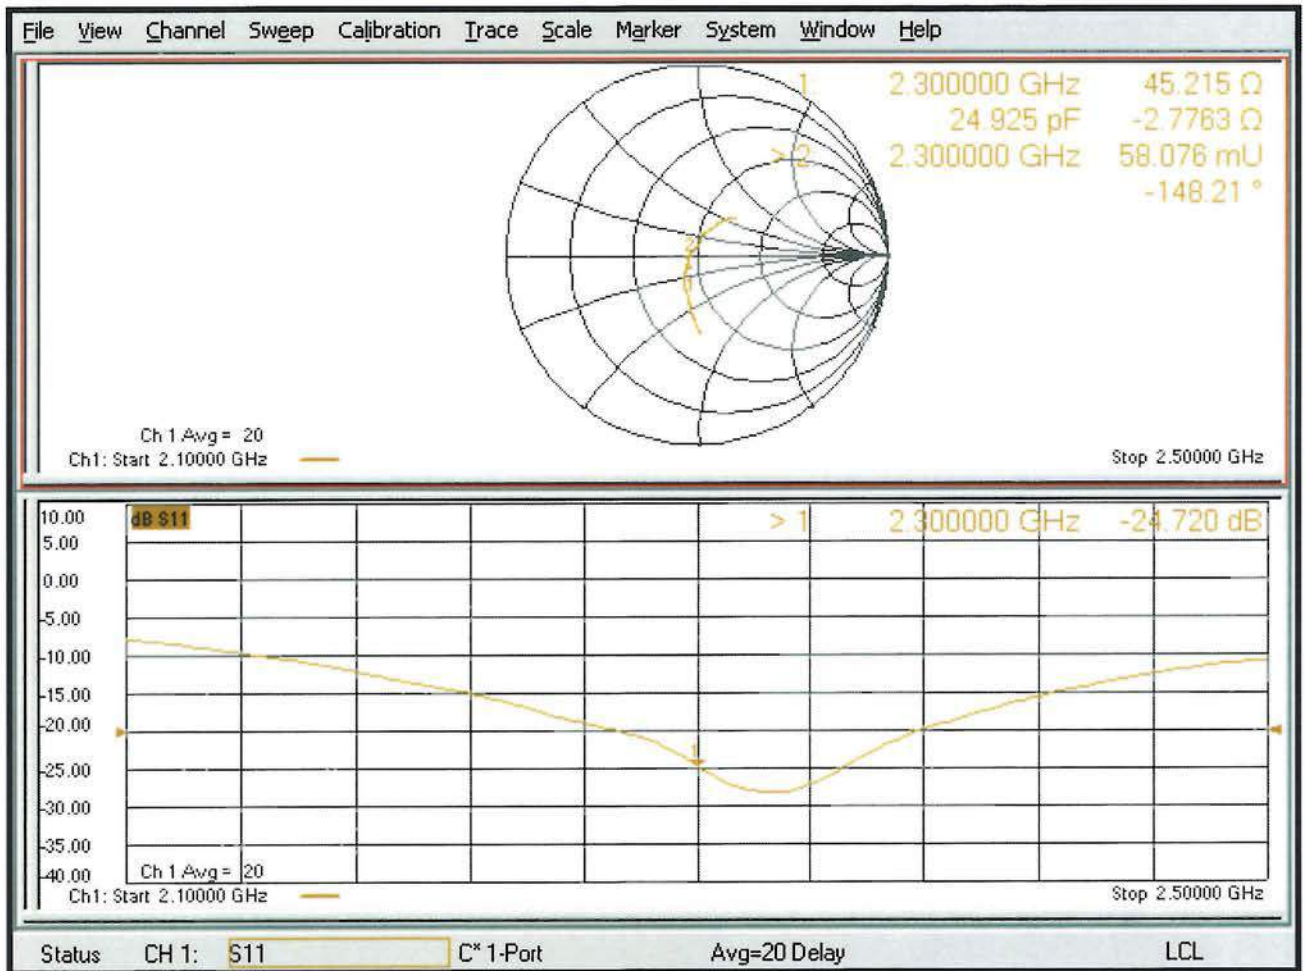 File View Channel Sweep Calibration Trace Scale Marker System Window Help
1 2.300000 GHz 45.215 Ω
24.925 pF -2.7763 Ω
> 2 2.300000 GHz 58.076 mU
-148.21 °
2
1
Ch 1 Avg = 20
Ch1: Start 2.10000 GHz
Stop 2.50000 GHz
10.00 dB S11 > 1 2.300000 GHz -24.720 dB
5.00
0.00
-5.00
-10.00
-15.00
-20.00
1
-25.00
-30.00
-35.00
-40.00
Ch 1 Avg = 20
Ch1: Start 2.10000 GHz
Stop 2.50000 GHz
Status CH 1: S11 C* 1-Port Avg=20 Delay LCL